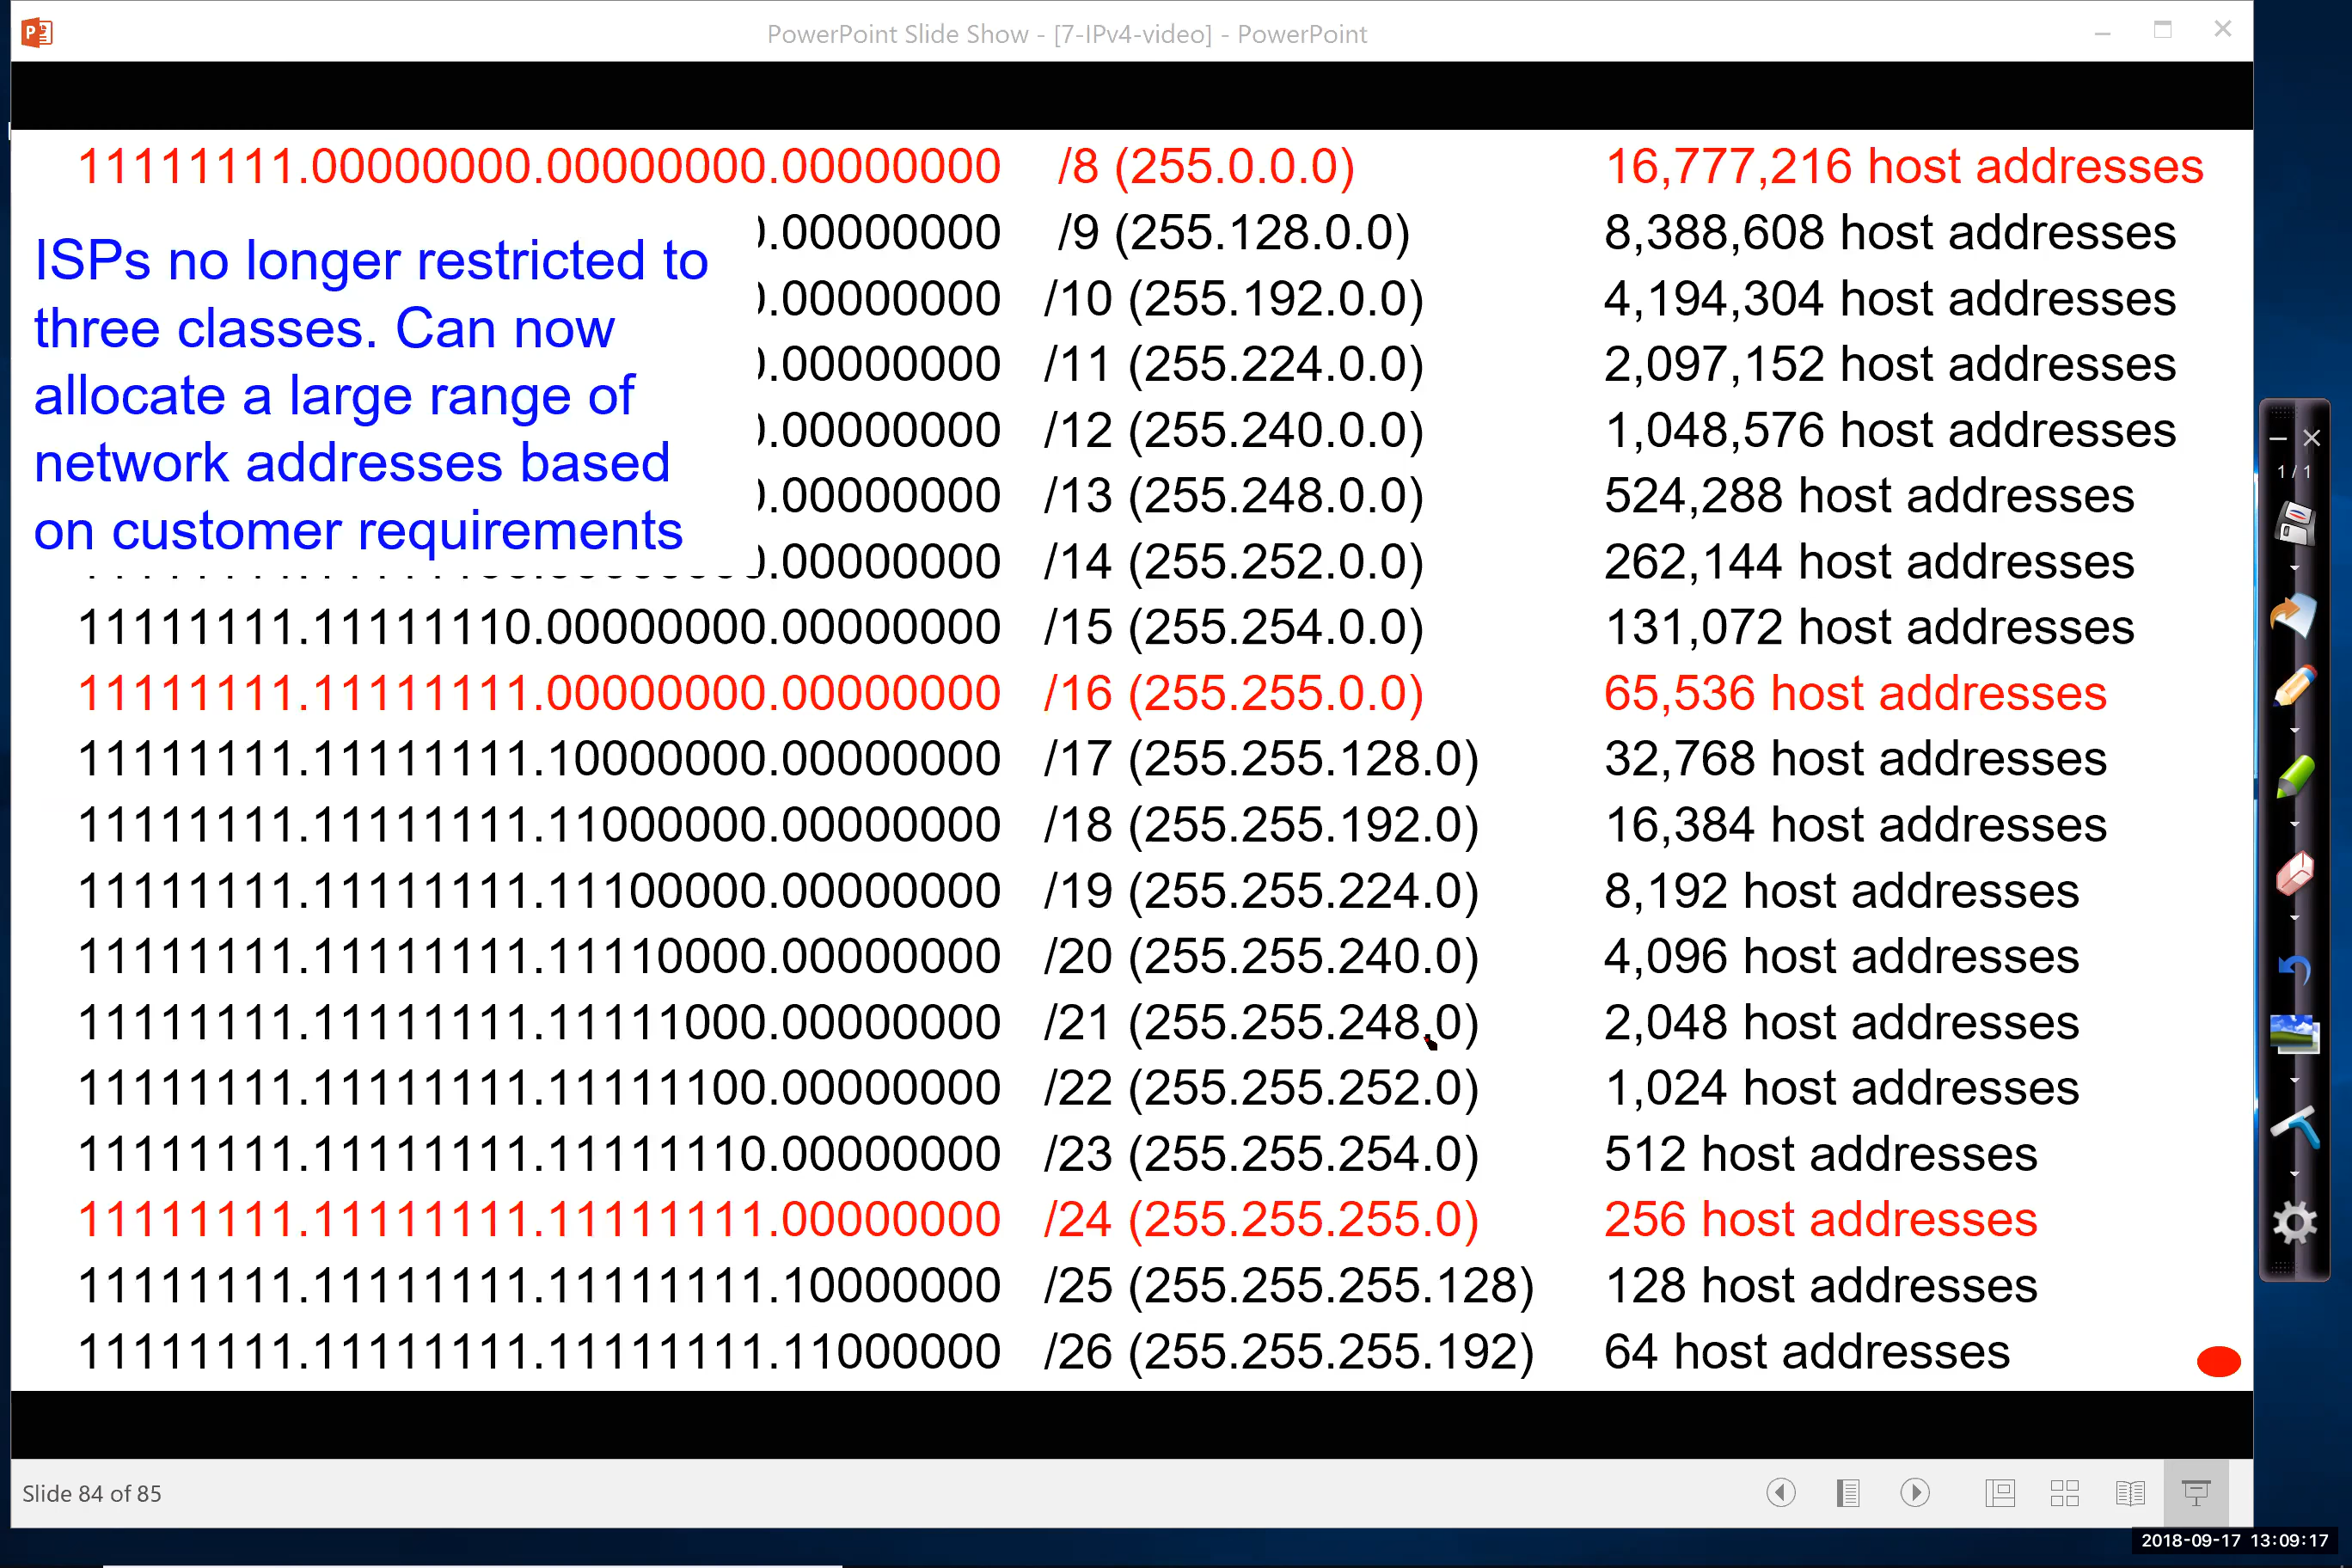 PowerPoint Slide Show - [7-IPv4-video] - PowerPoint
11111111.00000000.00000000.00000000 /8 (255.0.0.0) 16,777,216 host addresses
.00000000 /9 (255.128.0.0) 8,388,608 host addresses
ISPs no longer restricted to
three classes. Can now
allocate a large range of
network addresses based
on customer requirements
.00000000 /10 (255.192.0.0) 4,194,304 host addresses
.00000000 /11 (255.224.0.0) 2,097,152 host addresses
.00000000 /12 (255.240.0.0) 1,048,576 host addresses
.00000000 /13 (255.248.0.0) 524,288 host addresses
.00000000 /14 (255.252.0.0) 262,144 host addresses
11111111.11111110.00000000.00000000 /15 (255.254.0.0) 131,072 host addresses
11111111.11111111.00000000.00000000 /16 (255.255.0.0) 65,536 host addresses
11111111.11111111.10000000.00000000 /17 (255.255.128.0) 32,768 host addresses
11111111.11111111.11000000.00000000 /18 (255.255.192.0) 16,384 host addresses
11111111.11111111.11100000.00000000 /19 (255.255.224.0) 8,192 host addresses
11111111.11111111.11110000.00000000 /20 (255.255.240.0) 4,096 host addresses
11111111.11111111.11111000.00000000 /21 (255.255.248.0) 2,048 host addresses
11111111.11111111.11111100.00000000 /22 (255.255.252.0) 1,024 host addresses
11111111.11111111.11111110.00000000 /23 (255.255.254.0) 512 host addresses
11111111.11111111.11111111.00000000 /24 (255.255.255.0) 256 host addresses
11111111.11111111.11111111.10000000 /25 (255.255.255.128) 128 host addresses
11111111.11111111.11111111.11000000 /26 (255.255.255.192) 64 host addresses
1/1
Slide 84 of 85
2018-09-17 13:09:17